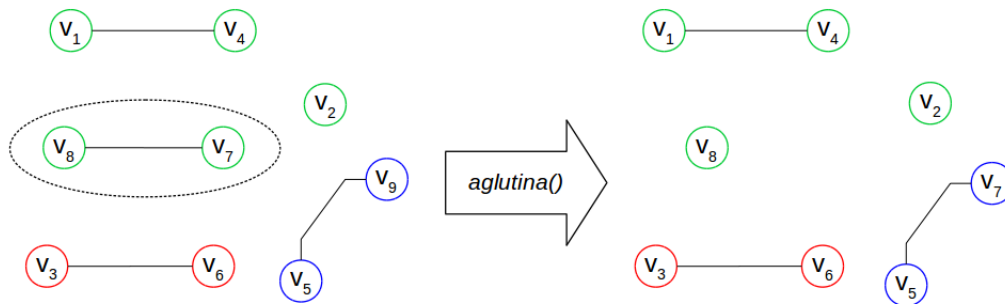 v1 v4 v1 v4
v2 v2
v8 v7 v8
v9 aglutina() v7
v3 v6 v3 v6
v5 v5